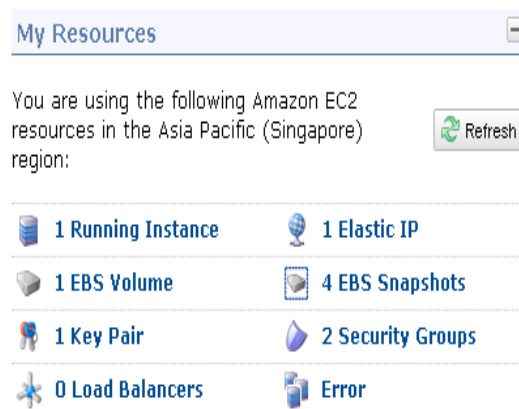 My Resources
You are using the following Amazon EC2
resources in the Asia Pacific (Singapore)
region:
Refresh
1 Running Instance
1 Elastic IP
1 EBS Volume
4 EBS Snapshots
1 Key Pair
2 Security Groups
0 Load Balancers
Error